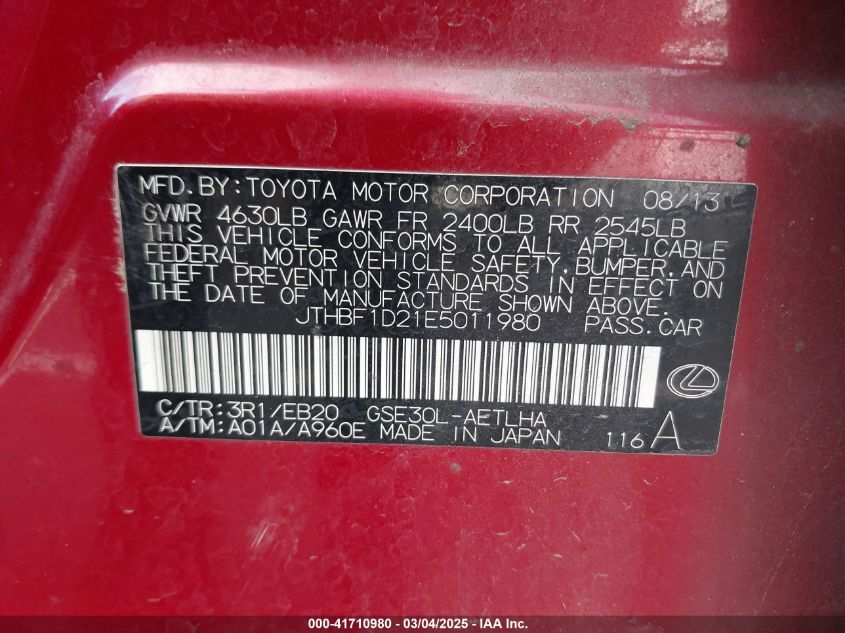 MFD.BY:TOYOTA MOTOR CORPORATION 08/13
GVWR 4630LB GAWR FR 2400LB RR 2545LB
THIS VEHICLE CONFORMS TO ALL APPLICABLE
FEDERAL MOTOR VEHICLE SAFETY,BUMPER,AND
THEFT PREVENTION STANDARDS IN EFFECT ON
THE DATE OF MANUFACTURE SHOWN ABOVE.
JTHBF1D21E5011980 PASS.CAR
C/TR:3R1/EB20 GSE30L-AETLHA
A/TM:A01A/A960E MADE IN JAPAN 116A
000-41710980 - 03/04/2025 - IAA Inc.